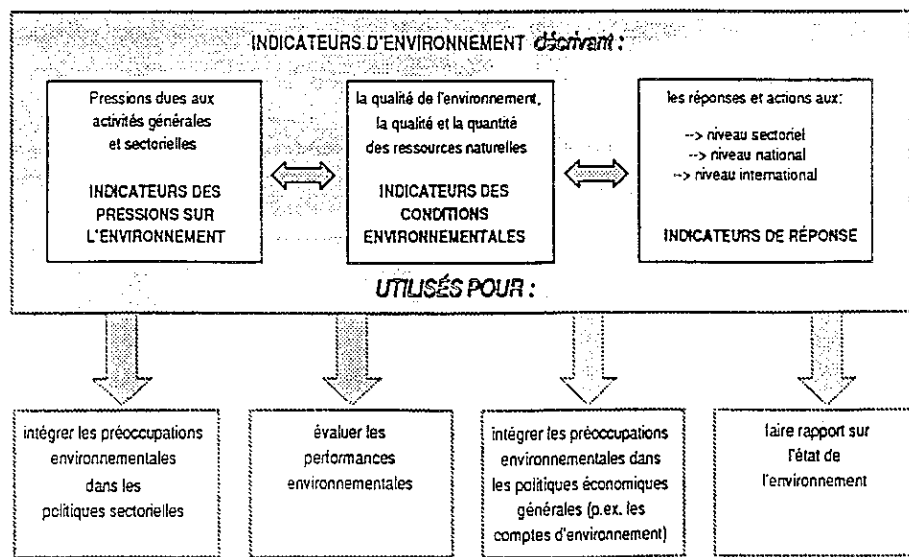 INDICATEURS D'ENVIRONNEMENT décrivant :
Pressions dues aux
activités générales
et sectorielles
INDICATEURS DES
PRESSIONS SUR
L'ENVIRONNEMENT
la qualité de l'environnement,
la qualité et la quantité
des ressources naturelles
INDICATEURS DES
CONDITIONS
ENVIRONNEMENTALES
les réponses et actions aux:
--> niveau sectoriel
--> niveau national
--> niveau international
INDICATEURS DE RÉPONSE
UTILISÉS POUR :
intégrer les préoccupations
environnementales
dans les
politiques sectorielles
évaluer les
performances
environnementales
intégrer les préoccupations
environnementales dans
les politiques économiques
générales (p.ex. les
comptes d'environnement)
faire rapport sur
l'état de
l'environnement